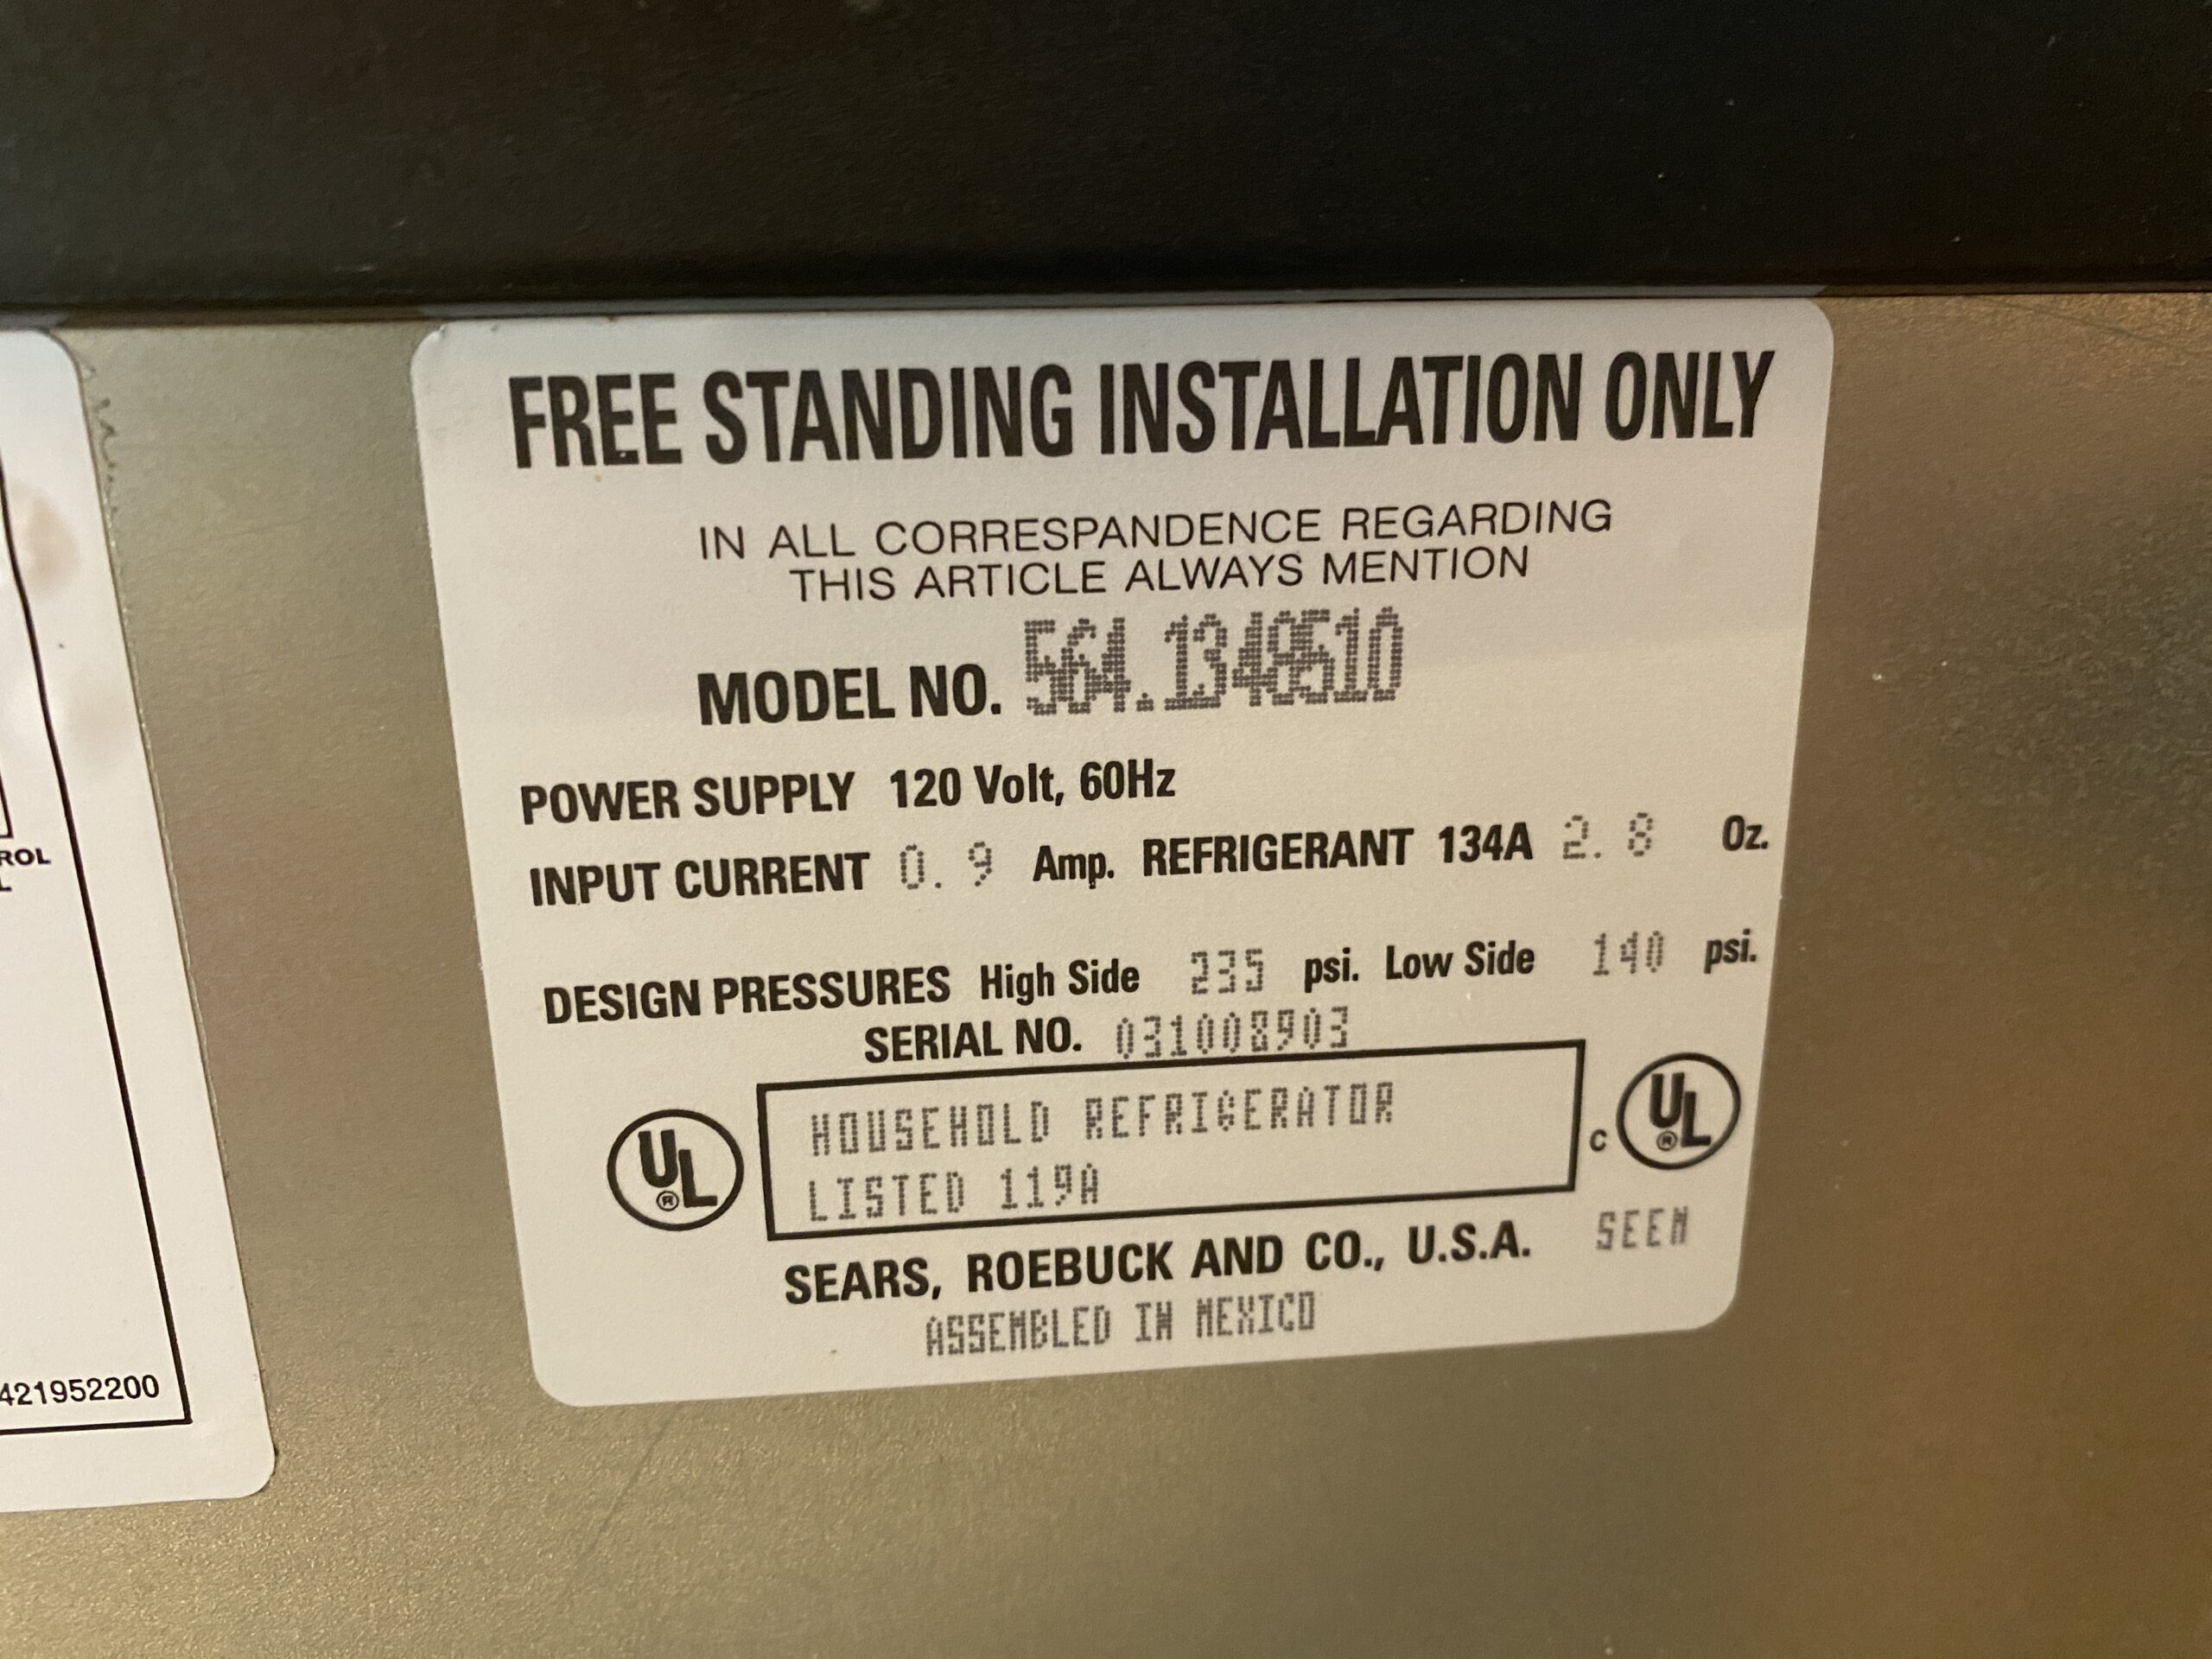 FREE STANDING INSTALLATION ONLY
IN ALL CORRESPANDENCE REGARDING
THIS ARTICLE ALWAYS MENTION
MODEL NO. 564.1348510
POWER SUPPLY 120 Volt, 60Hz
INPUT CURRENT 0.9 Amp. REFRIGERANT 134A 2.8 Oz.
DESIGN PRESSURES High Side 235 psi. Low Side 140 psi.
SERIAL NO. 031008903
UL ®
HOUSEHOLD REFRIGERATOR
LISTED 119A
C UL ®
SEARS, ROEBUCK AND CO., U.S.A. SEEM
ASSEMBLED IN MEXICO
ROL
L
421952200